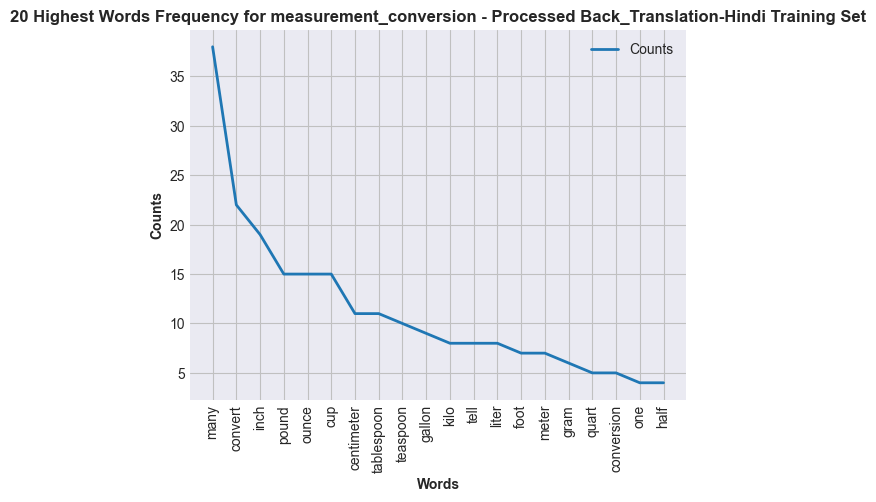 20 Highest Words Frequency for measurement_conversion - Processed Back_Translation-Hindi Training Set
Counts
35
30
25
20
15
10
5
Counts
many
convert
inch
pound
ounce
cup
centimeter
tablespoon
teaspoon
gallon
kilo
tell
liter
foot
meter
gram
quart
conversion
one
half
Words